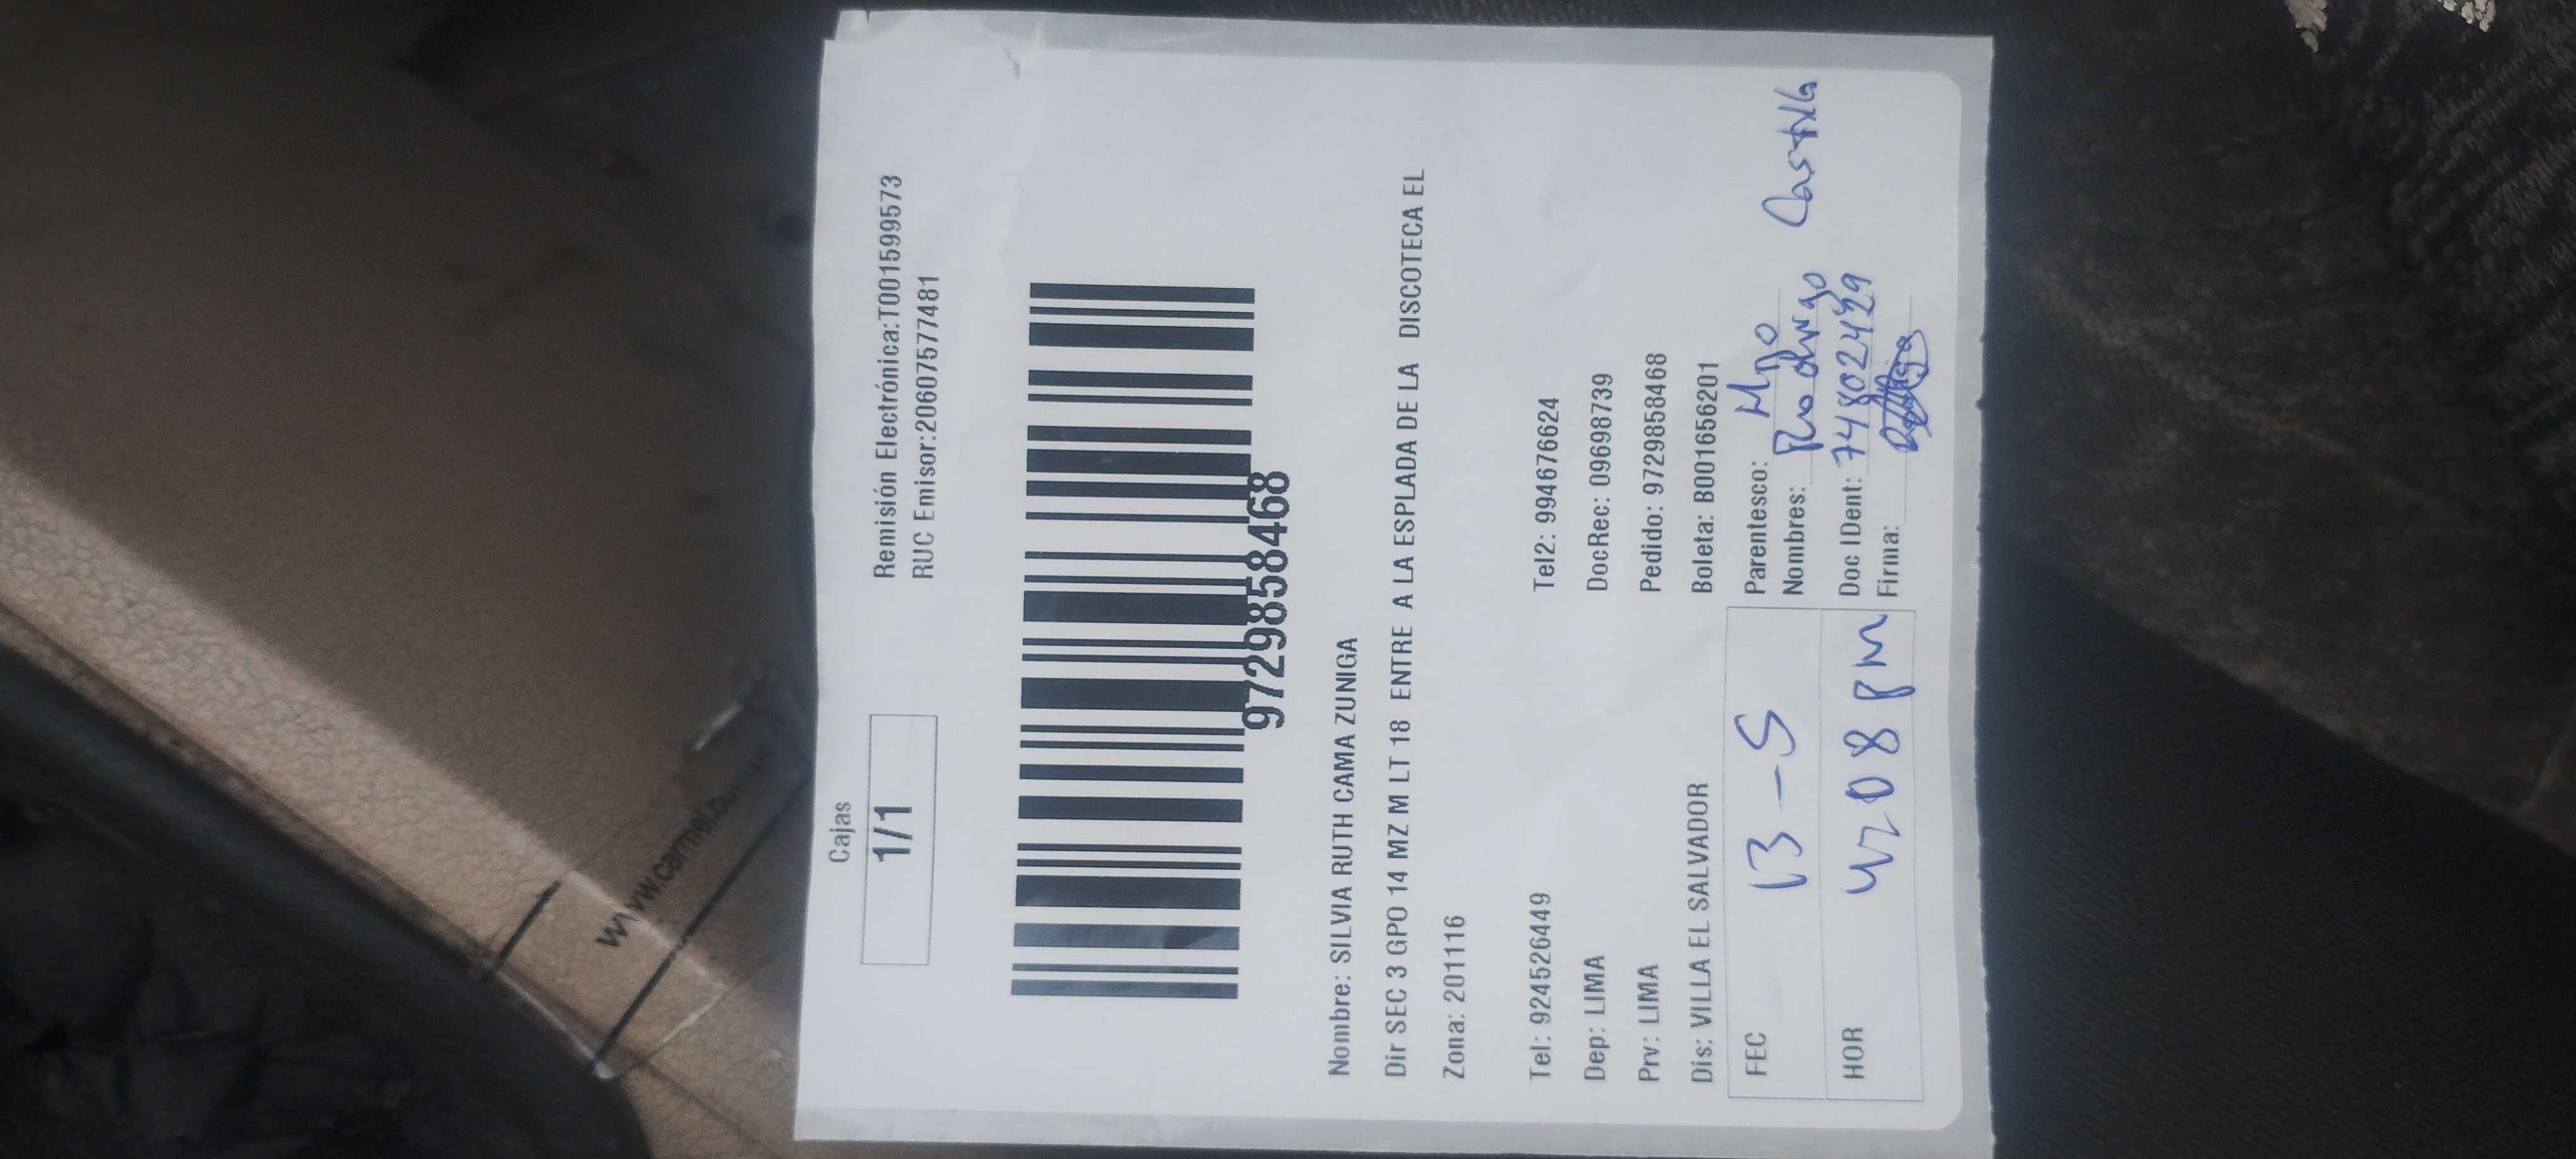 Cajas
1/1
Remisión Electrónica:T001599573
RUC Emisor:20607577481
9729858468
Nombre: SILVIA RUTH CAMA ZUNIGA
Dir SEC 3 GPO 14 MZ M LT 18 ENTRE A LA ESPLADA DE LA DISCOTECA EL
Zona: 201116
Tel: 924526449 Tel2: 994676624
Dep: LIMA DocRec: 09698739
Prv: LIMA Pedido: 9729858468
Dis: VILLA EL SALVADOR Boleta: B001656201
FEC 13-5
HOR 4:08 PM
Parentesco: Hijo
Nombres: Rodrigo Castilla
Doc IDent:
Firma:
www.carmel